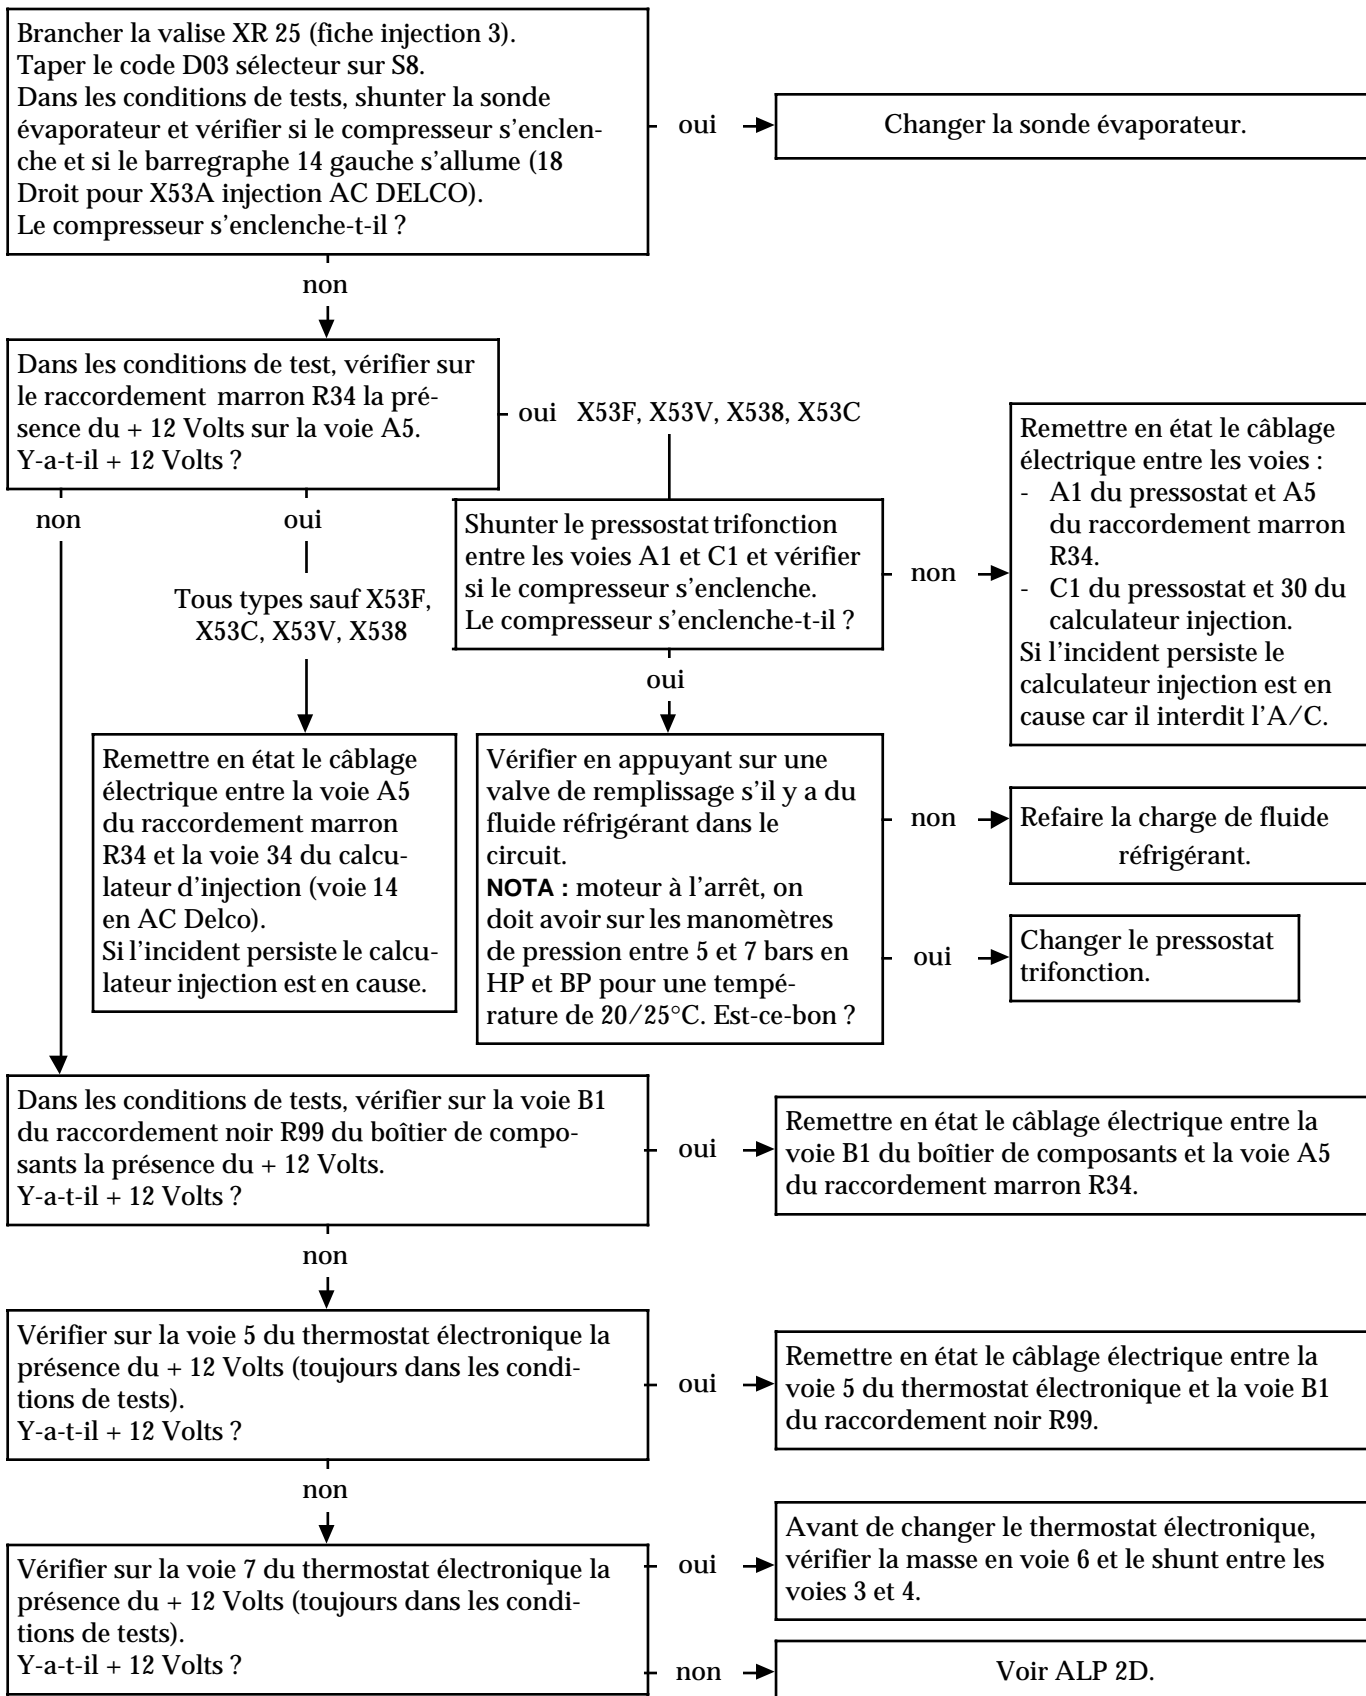 Brancher la valise XR 25 (fiche injection 3).
Taper le code D03 sélecteur sur S8.
Dans les conditions de tests, shunter la sonde
évaporateur et vérifier si le compresseur s'enclen-
che et si le barregraphe 14 gauche s'allume (18
Droit pour X53A injection AC DELCO).
Le compresseur s'enclenche-t-il ?
oui
Changer la sonde évaporateur.
non
Dans les conditions de test, vérifier sur
le raccordement marron R34 la pré-
sence du + 12 Volts sur la voie A5.
Y-a-t-il + 12 Volts ?
oui X53F, X53V, X538, X53C
non
oui
Tous types sauf X53F,
X53C, X53V, X538
Shunter le pressostat trifonction
entre les voies A1 et C1 et vérifier
si le compresseur s'enclenche.
Le compresseur s'enclenche-t-il ?
non
Remettre en état le câblage
électrique entre les voies :
- A1 du pressostat et A5
du raccordement marron
R34.
- C1 du pressostat et 30 du
calculateur injection.
Si l'incident persiste le
calculateur injection est en
cause car il interdit l'A/C.
oui
Remettre en état le câblage
électrique entre la voie A5
du raccordement marron
R34 et la voie 34 du calcu-
lateur d'injection (voie 14
en AC Delco).
Si l'incident persiste le calcu-
lateur injection est en cause.
Vérifier en appuyant sur une
valve de remplissage s'il y a du
fluide réfrigérant dans le
circuit.
NOTA : moteur à l'arrêt, on
doit avoir sur les manomètres
de pression entre 5 et 7 bars en
HP et BP pour une tempé-
rature de 20/25°C. Est-ce-bon ?
non
Refaire la charge de fluide
réfrigérant.
oui
Changer le pressostat
trifonction.
Dans les conditions de tests, vérifier sur la voie B1
du raccordement noir R99 du boîtier de compo-
sants la présence du + 12 Volts.
Y-a-t-il + 12 Volts ?
oui
Remettre en état le câblage électrique entre la
voie B1 du boîtier de composants et la voie A5
du raccordement marron R34.
non
Vérifier sur la voie 5 du thermostat électronique la
présence du + 12 Volts (toujours dans les condi-
tions de tests).
Y-a-t-il + 12 Volts ?
oui
Remettre en état le câblage électrique entre la
voie 5 du thermostat électronique et la voie B1
du raccordement noir R99.
non
Vérifier sur la voie 7 du thermostat électronique la
présence du + 12 Volts (toujours dans les condi-
tions de tests).
Y-a-t-il + 12 Volts ?
oui
Avant de changer le thermostat électronique,
vérifier la masse en voie 6 et le shunt entre les
voies 3 et 4.
non
Voir ALP 2D.